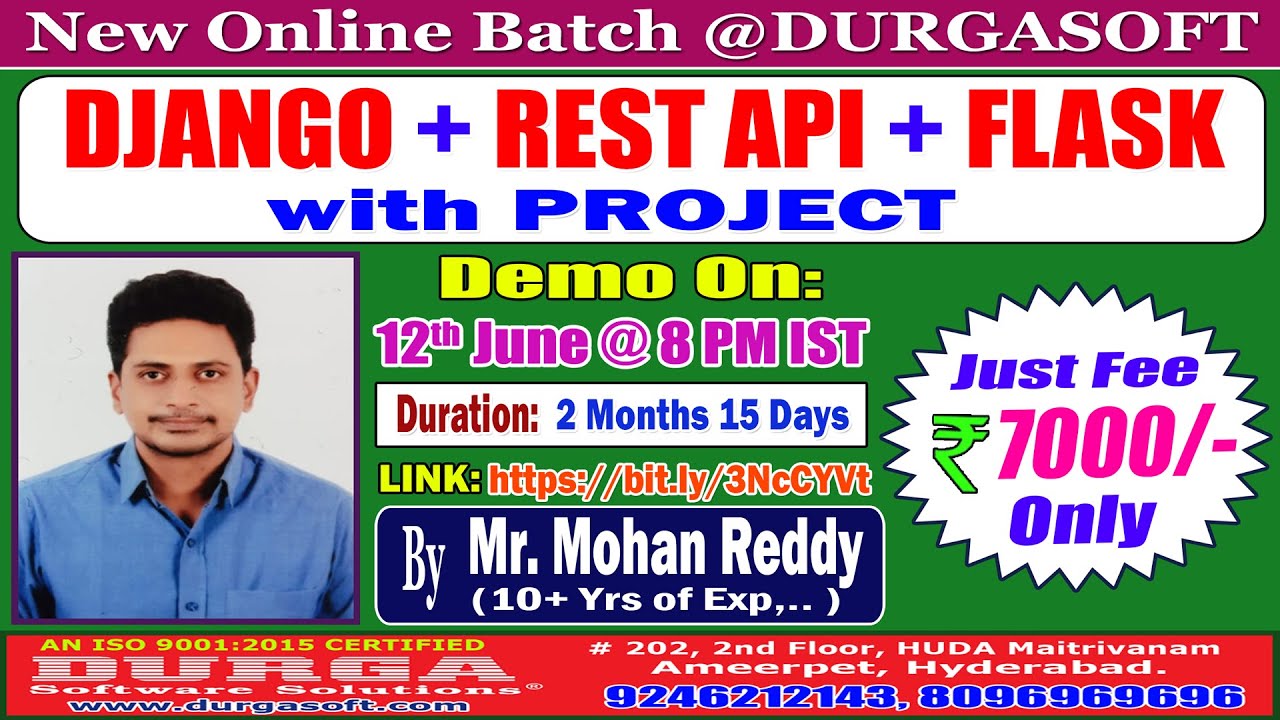 New Online Batch @DURGASOFT
DJANGO + REST API + FLASK
with PROJECT
Demo On:
12th June @ 8 PM IST
Duration: 2 Months 15 Days
LINK: https://bit.ly/3NcCYVt
By Mr. Mohan Reddy
(10+ Yrs of Exp,.. )
Just Fee
₹ 7000/-
Only
AN ISO 9001:2015 CERTIFIED
DURGA
Software Solutions®
www.durgasoft.com
# 202, 2nd Floor, HUDA Maitrivanam
Ameerpet, Hyderabad.
9246212143, 8096969696